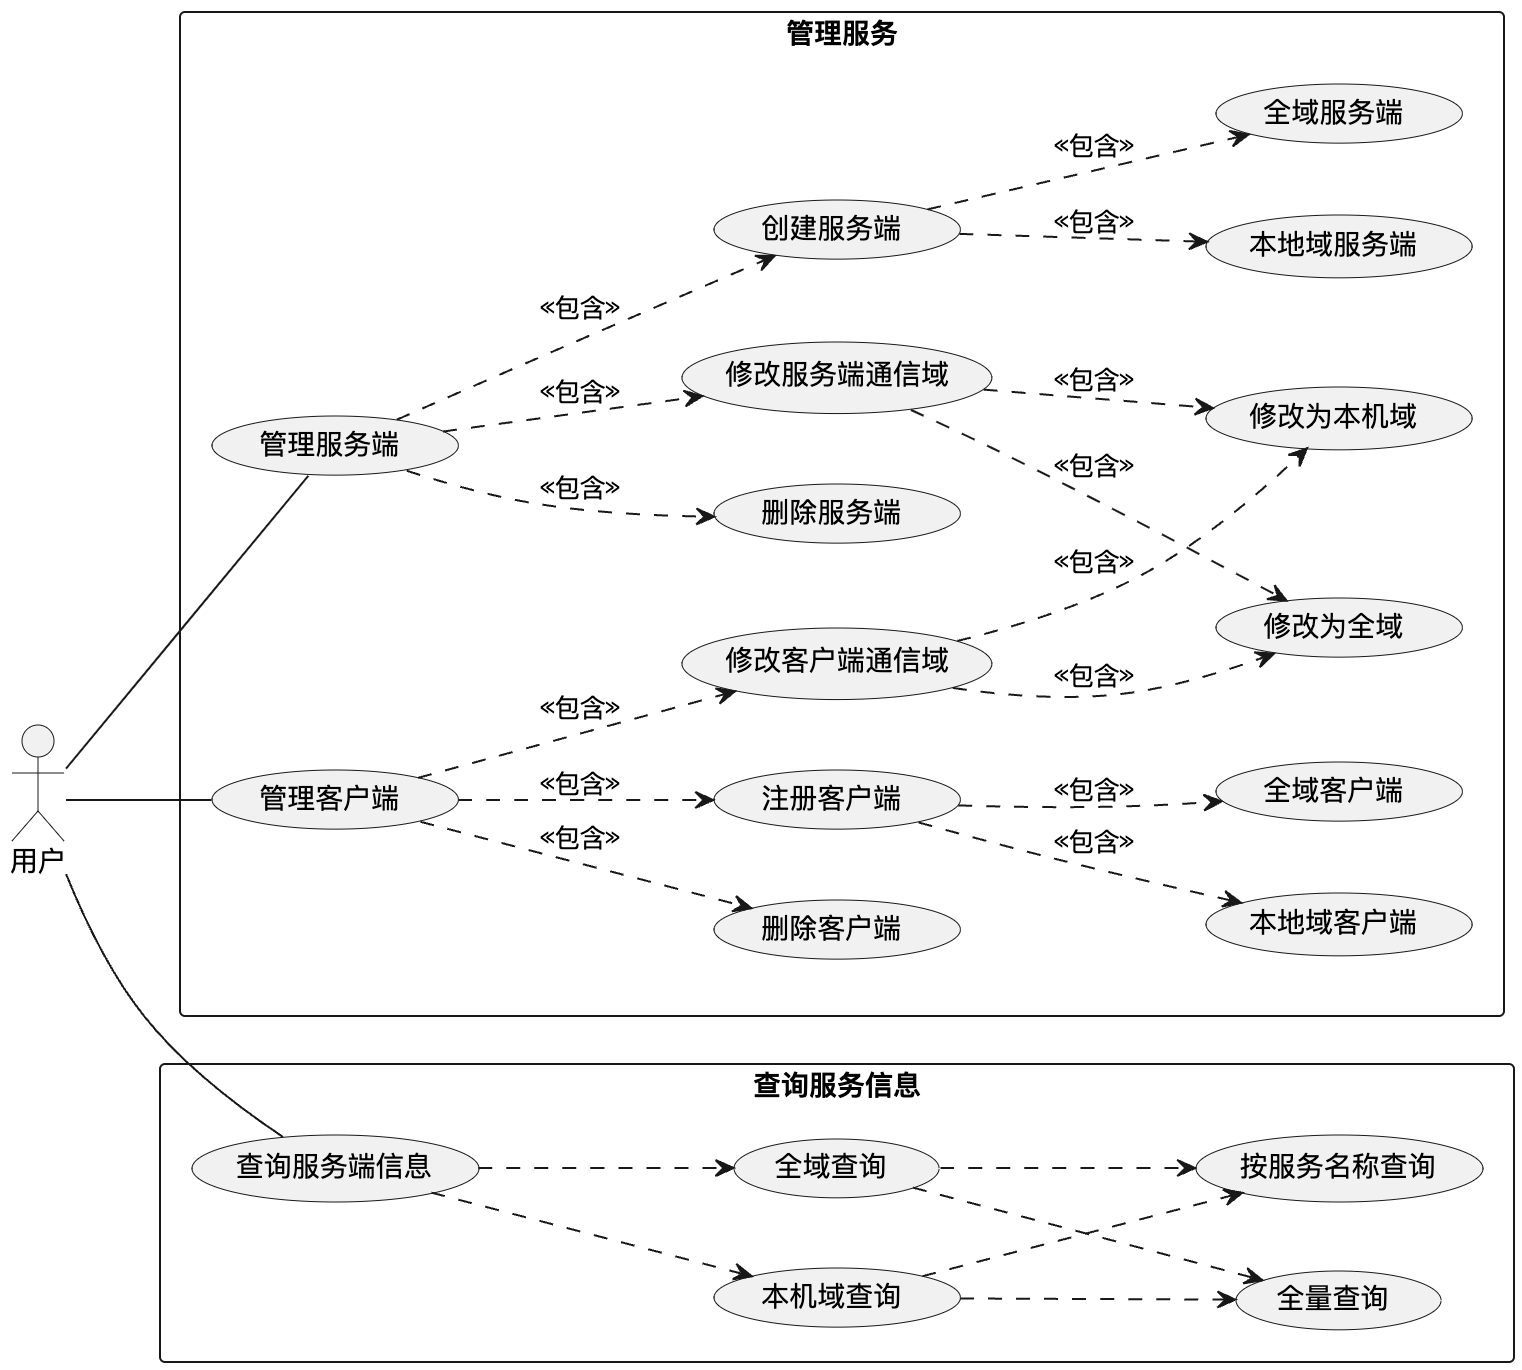 管理服务
全域服务端
《包含》
创建服务端
《包含》
本地域服务端
《包含》
修改服务端通信域
《包含》
修改为本机域
《包含》
管理服务端
《包含》
《包含》
删除服务端
《包含》
修改为全域
修改客户端通信域
《包含》
《包含》
管理客户端
《包含》
注册客户端
《包含》
全域客户端
《包含》
《包含》
用户
删除客户端
本地域客户端
查询服务信息
查询服务端信息
全域查询
按服务名称查询
本机域查询
全量查询